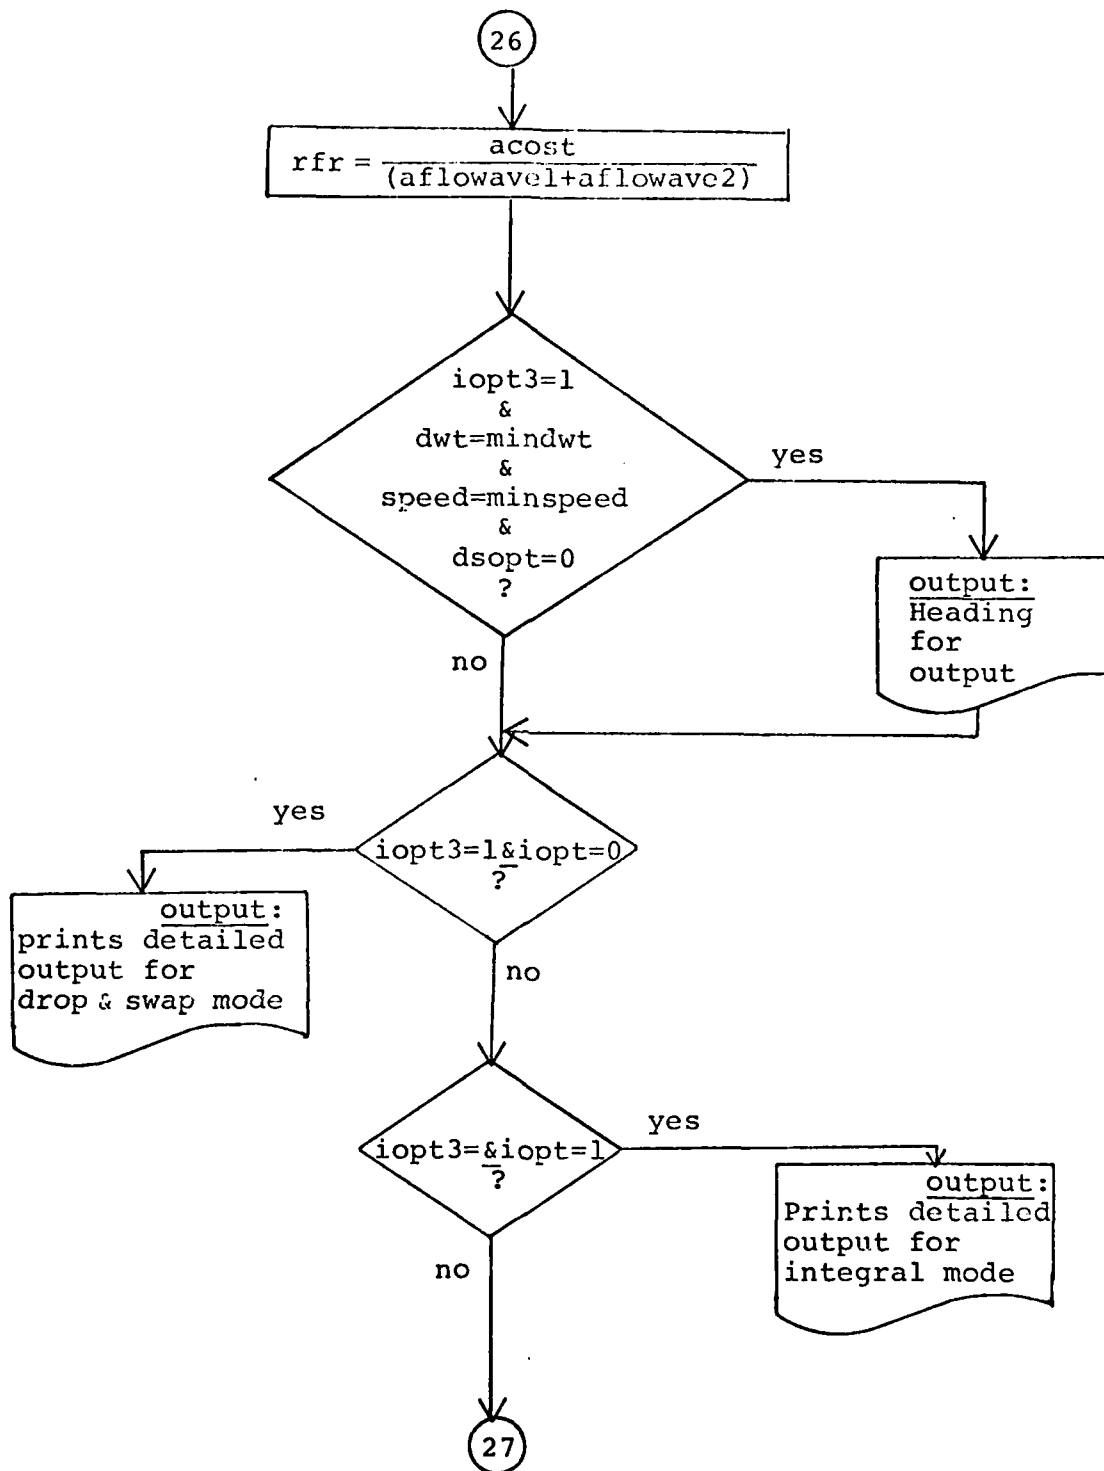 26
rfr = acost
(aflowave1+aflowave2)
iopt3=1
&
dwt=mindwt
&
speed=minspeed
&
dsopt=0
?
yes
output:
Heading
for
output
no
yes
iopt3=1&iopt=0
?
output:
prints detailed
output for
drop & swap mode
no
iopt3=&iopt=1
?
yes
output:
Prints detailed
output for
integral mode
no
27